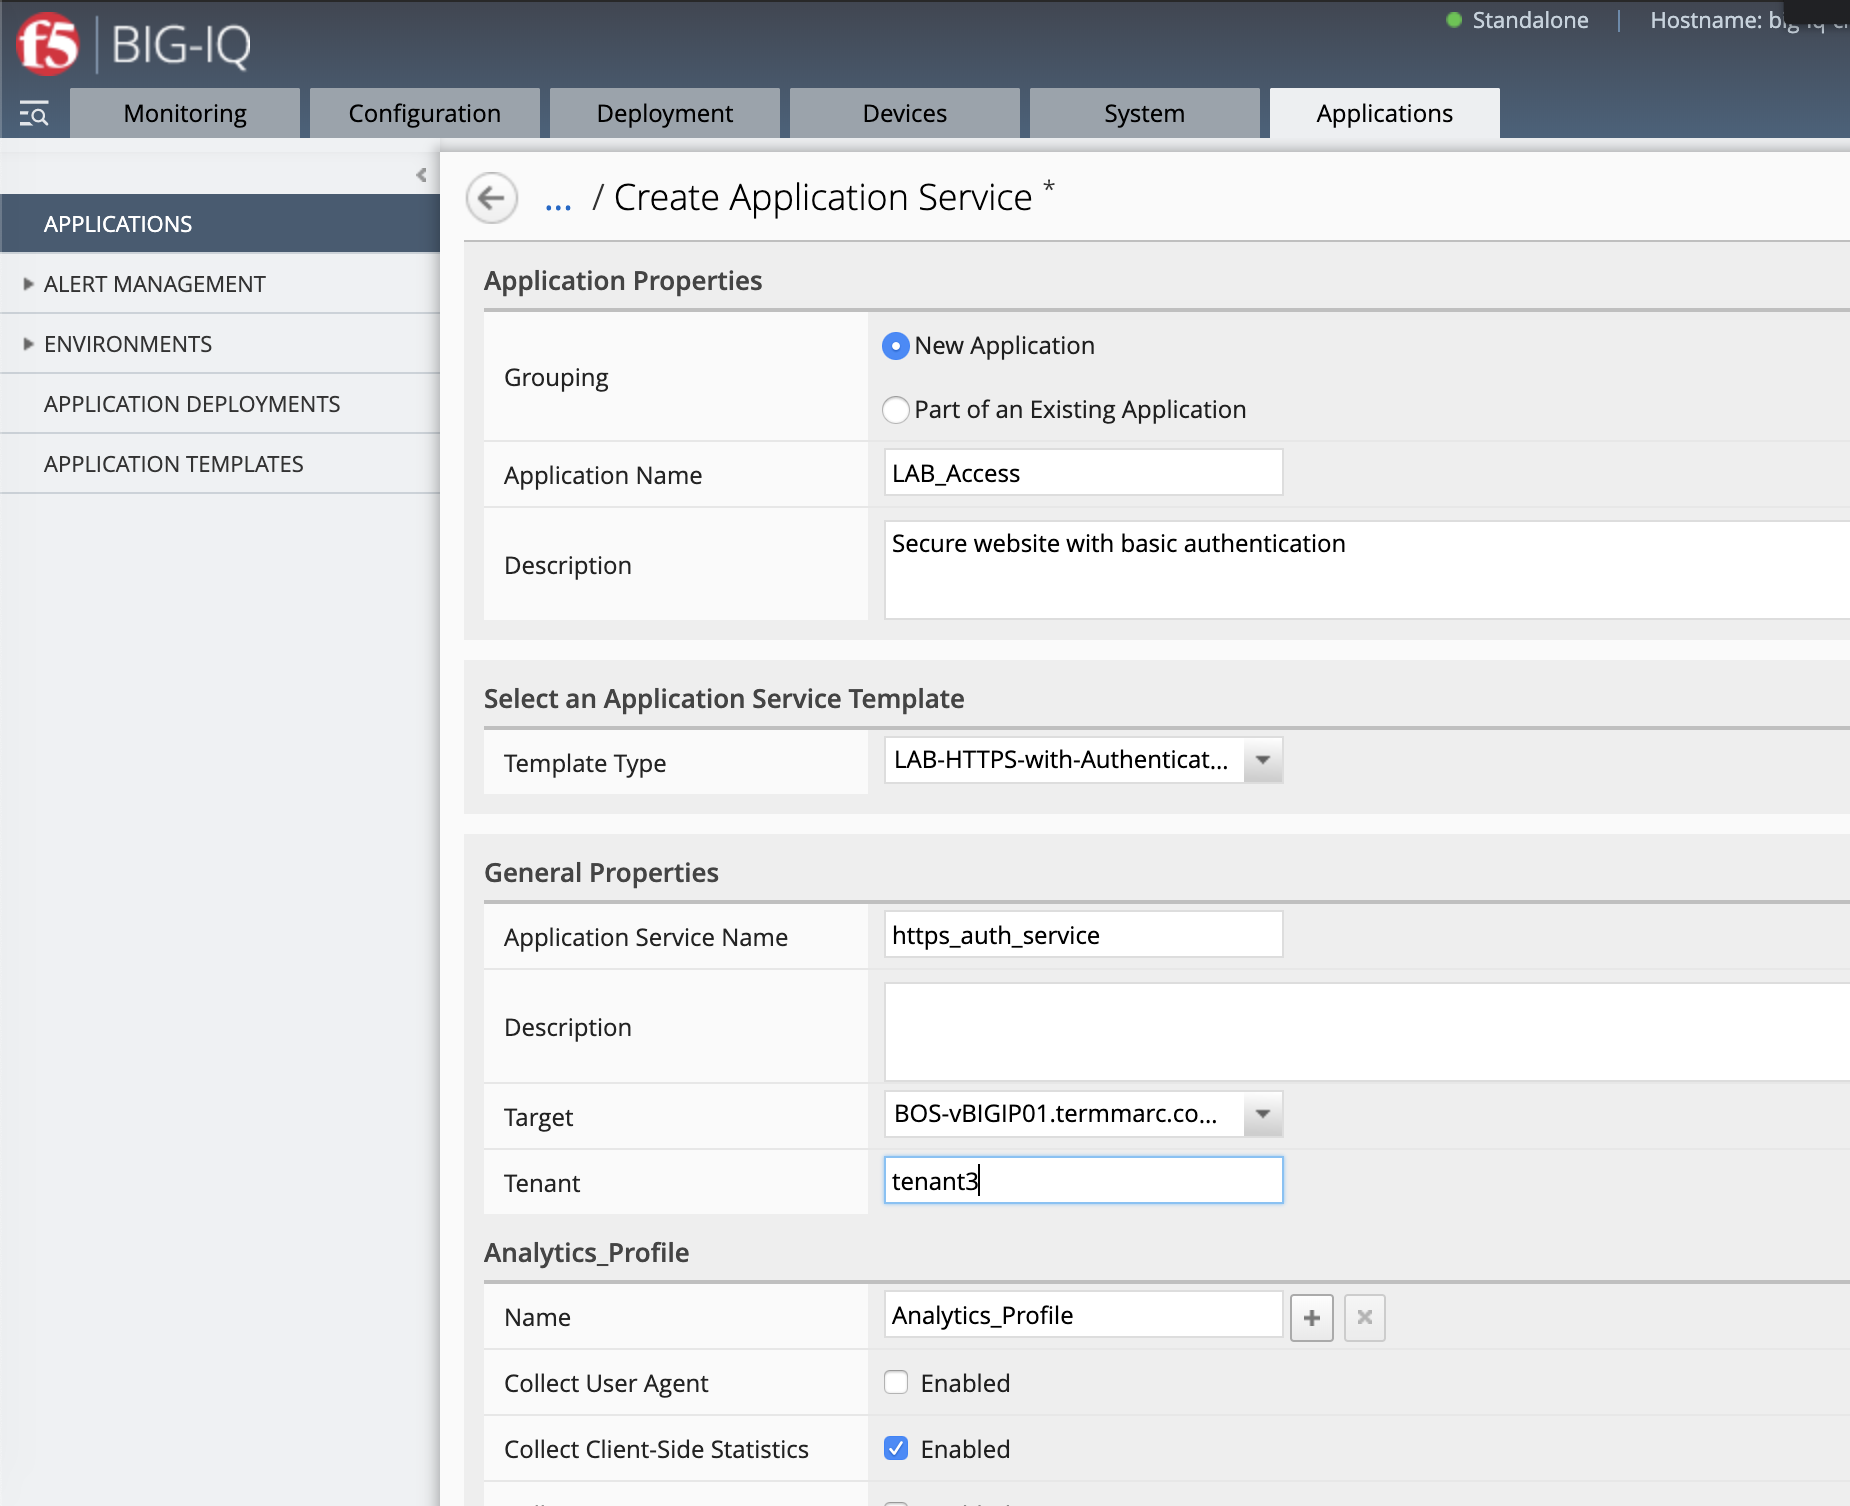 Standalone | Hostname:
f5 BIG-IQ
Monitoring Configuration Deployment Devices System Applications
... / Create Application Service *
APPLICATIONS
ALERT MANAGEMENT
ENVIRONMENTS
APPLICATION DEPLOYMENTS
APPLICATION TEMPLATES
Application Properties
Grouping
New Application
Part of an Existing Application
Application Name LAB_Access
Description Secure website with basic authentication
Select an Application Service Template
Template Type LAB-HTTPS-with-Authenticat...
General Properties
Application Service Name https_auth_service
Description
Target BOS-vBIGIP01.termmarc.co...
Tenant tenant3
Analytics_Profile
Name Analytics_Profile
Collect User Agent Enabled
Collect Client-Side Statistics Enabled